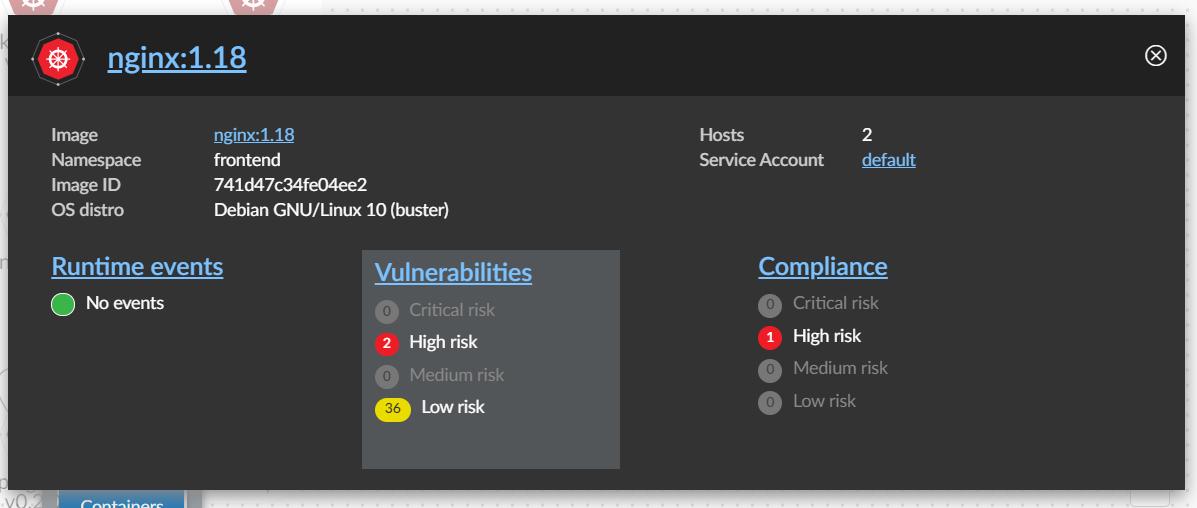 nginx:1.18
Image nginx:1.18
Namespace frontend
Image ID 741d47c34fe04ee2
OS distro Debian GNU/Linux 10 (buster)
Hosts 2
Service Account default
Runtime events
No events
Vulnerabilities
0 Critical risk
2 High risk
0 Medium risk
36 Low risk
Compliance
0 Critical risk
1 High risk
0 Medium risk
0 Low risk
v0.2
Containers